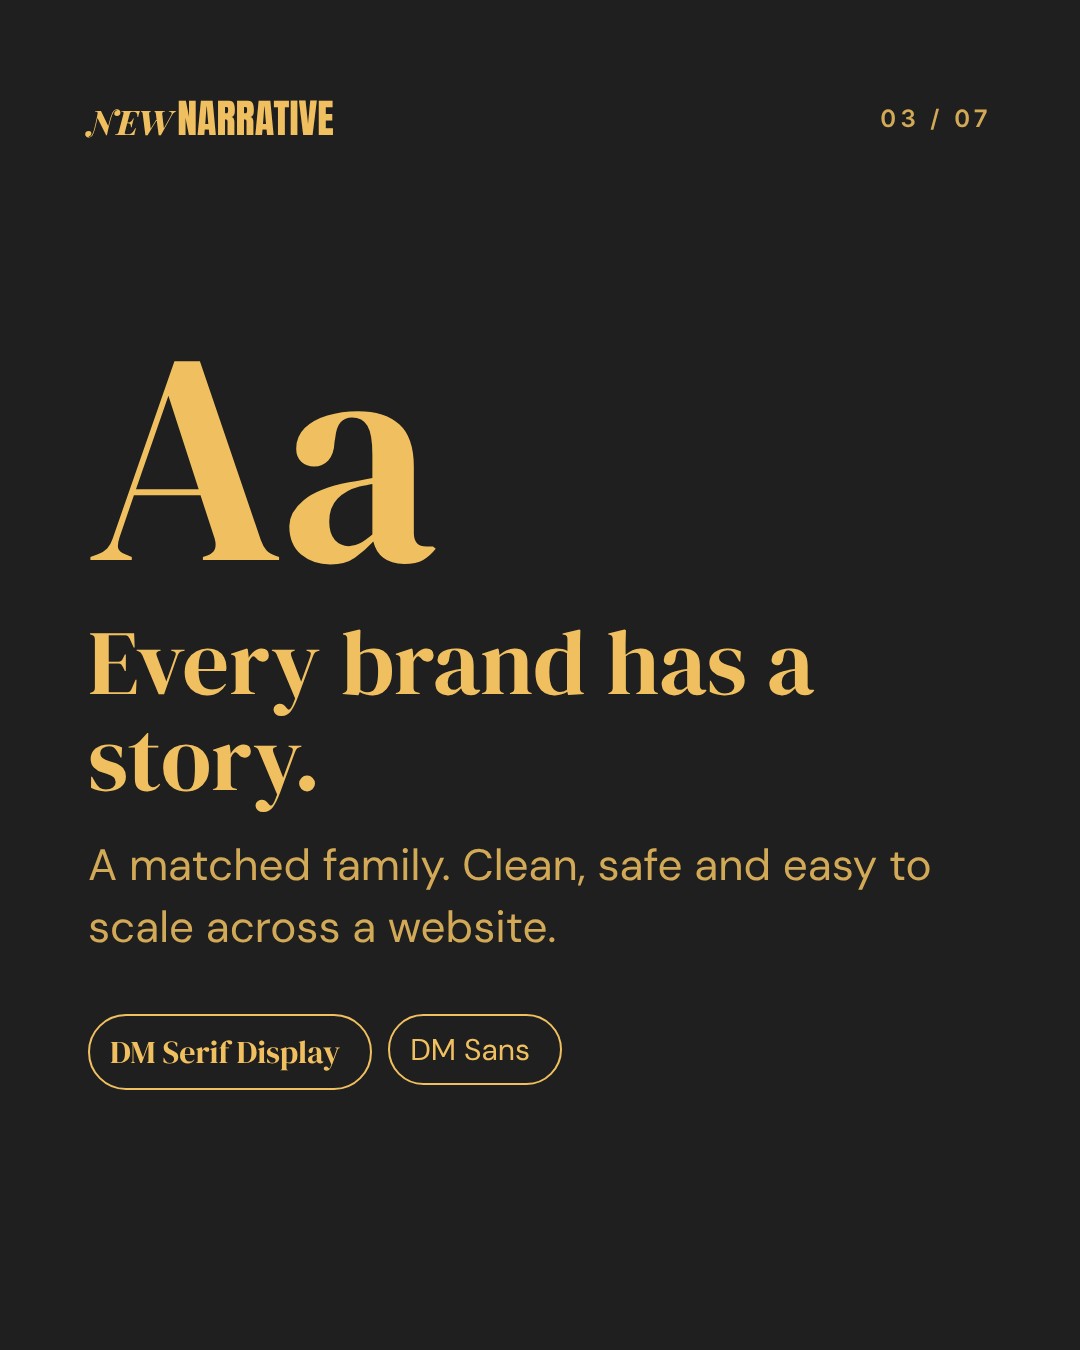 NEW NARRATIVE
03 / 07
Aa
Every brand has a
story.
A matched family. Clean, safe and easy to
scale across a website.
DM Serif Display
DM Sans